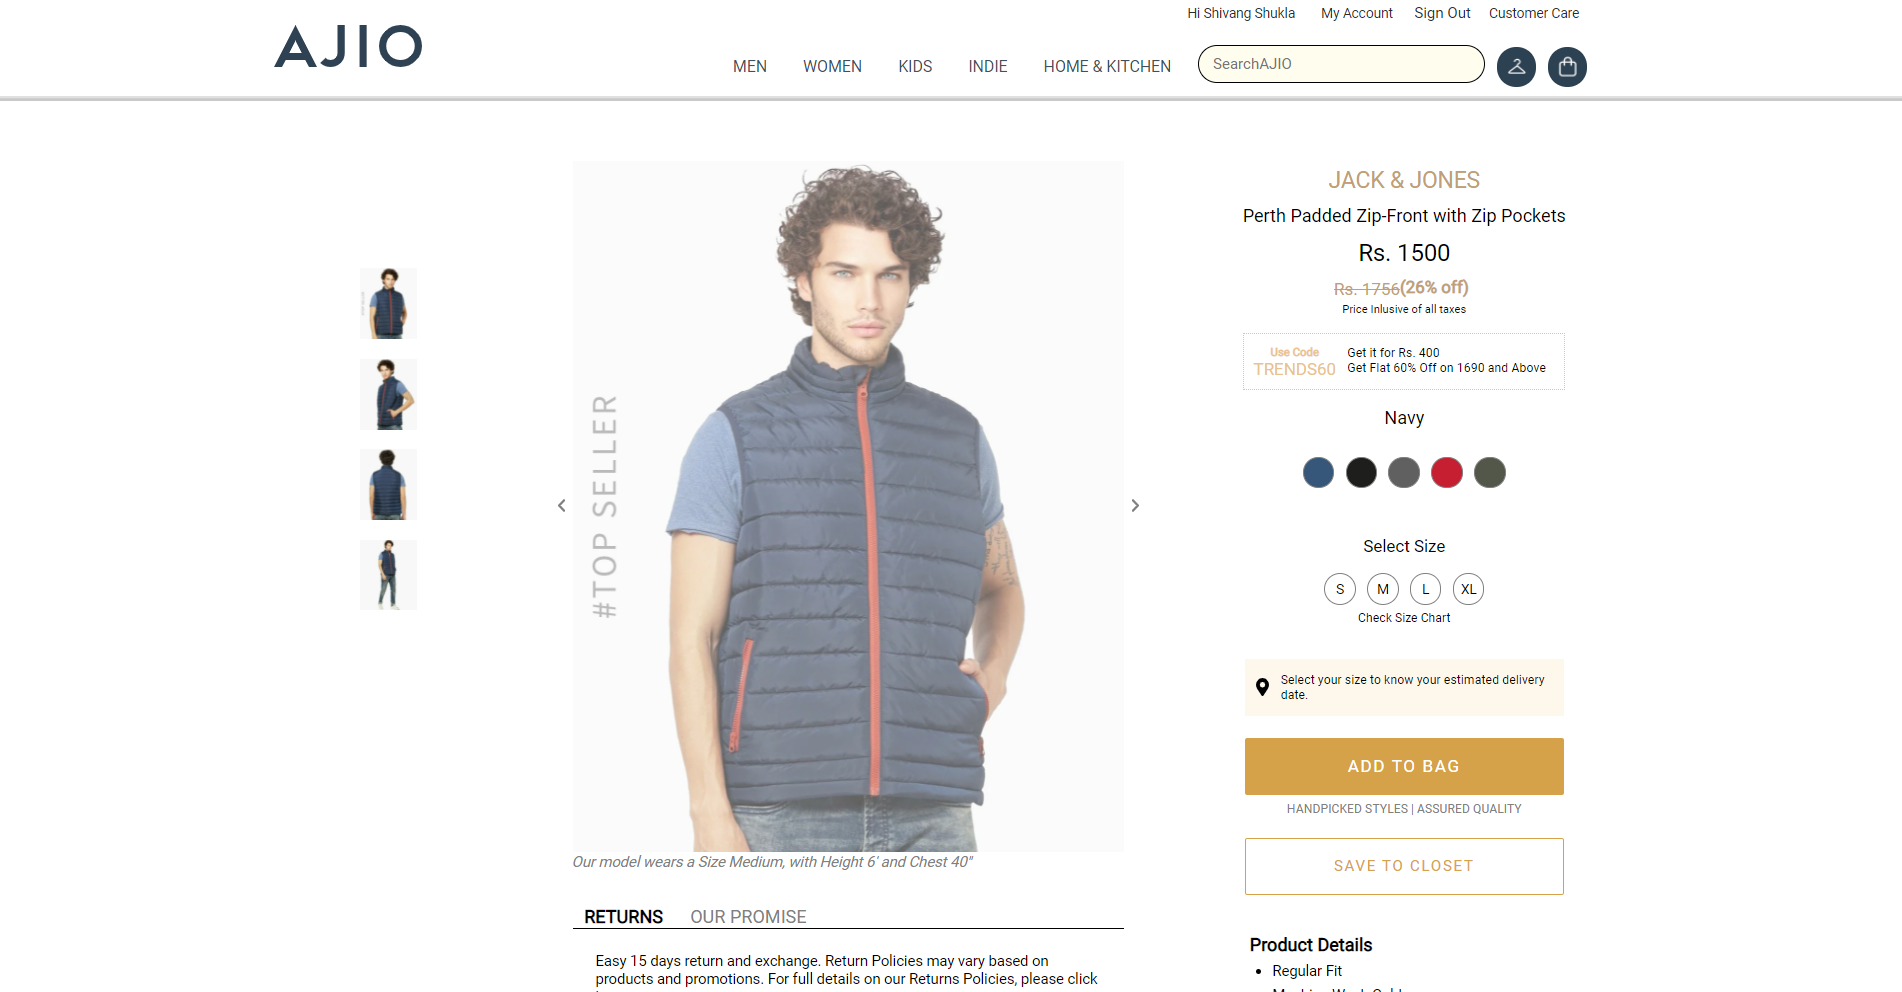 Hi Shivang Shukla
My Account
Sign Out
Customer Care
AJIO
MEN
WOMEN
KIDS
INDIE
HOME & KITCHEN
SearchAJIO
#TOP SELLER
Our model wears a Size Medium, with Height 6' and Chest 40"
RETURNS
OUR PROMISE
Easy 15 days return and exchange. Return Policies may vary based on
products and promotions. For full details on our Returns Policies, please click
JACK & JONES
Perth Padded Zip-Front with Zip Pockets
Rs. 1500
Rs. 1756(26% off)
Price Inlusive of all taxes
Use Code
TRENDS60
Get it for Rs. 400
Get Flat 60% Off on 1690 and Above
Navy
Select Size
S M L XL
Check Size Chart
Select your size to know your estimated delivery
date.
ADD TO BAG
HANDPICKED STYLES | ASSURED QUALITY
SAVE TO CLOSET
Product Details
Regular Fit